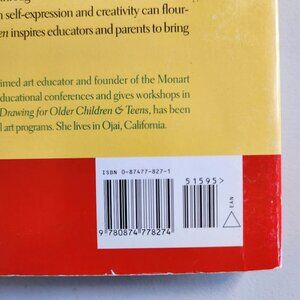 n self-expression and creativity can flour-
en inspires educators and parents to bring
imed art educator and founder of the Monart
ducational conferences and gives workshops in
Drawing for Older Children & Teens, has been
l art programs. She lives in Ojai, California.
ISBN 0-87477-827-1
51595>
EAN
9 780874 778274